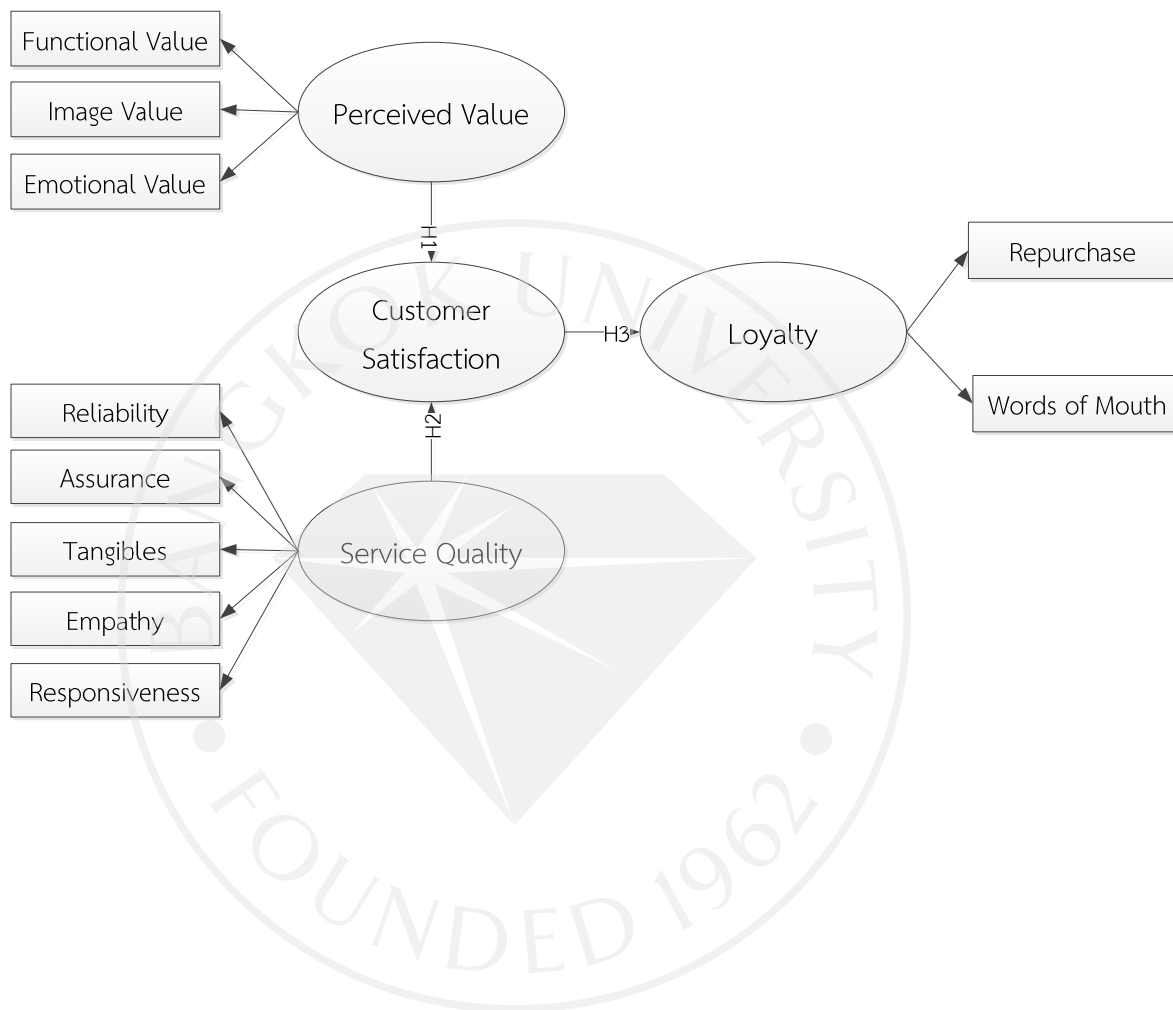 Functional Value
Image Value
Emotional Value
Perceived Value
H1
Customer
Satisfaction
H3
Loyalty
Repurchase
Words of Mouth
H2
Reliability
Assurance
Tangibles
Empathy
Responsiveness
Service Quality
BANGKOK UNIVERSITY
FOUNDED 1962